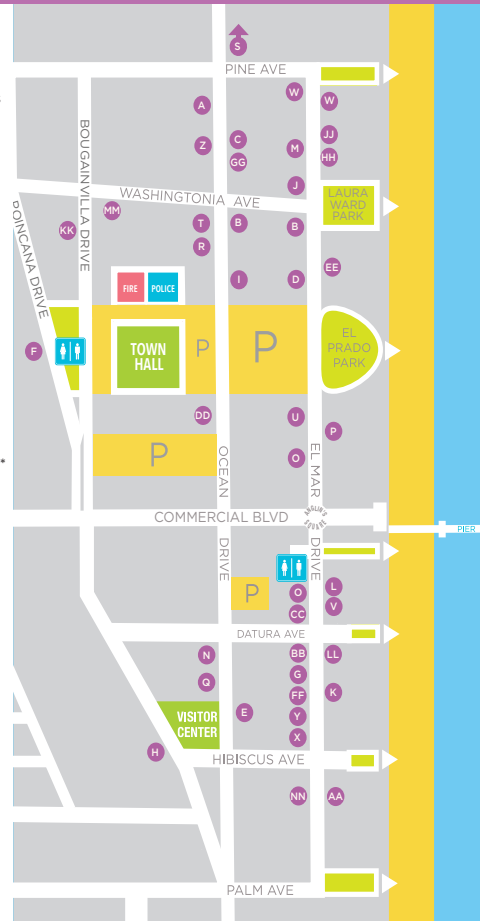 S
PINE AVE
W
W
A
JJ
C
Z
M
HH
GG
BOUGAINVILLA DRIVE
J
WASHINGTONIA AVE
LAURA
WARD
PARK
POINCANA DRIVE
MM
T
B
B
KK
R
EE
I
D
FIRE
POLICE
EL
PRADO
PARK
TOWN
HALL
P
P
F
DD
U
P
P
O
*
OCEAN
DRIVE
EL MAR
DRIVE
COMMERCIAL BLVD
ANGLIN'S
SQUARE
PIER
P
O
L
CC
V
DATURA AVE
N
BB
LL
Q
G
FF
K
E
Y
VISITOR
CENTER
X
H
HIBISCUS AVE
NN
AA
PALM AVE